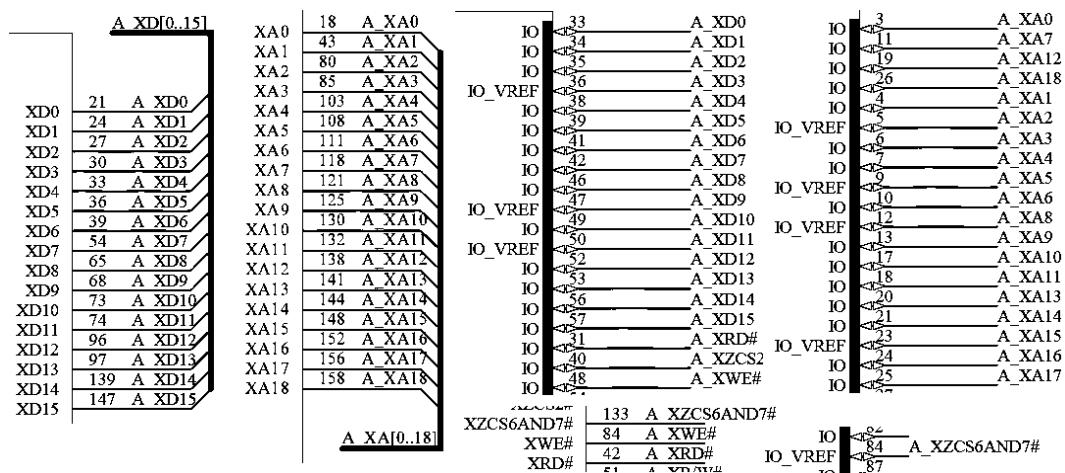 A_XD[0..15]
XD0 21 A_XD0
XD1 24 A_XD1
XD2 27 A_XD2
XD3 30 A_XD3
XD4 33 A_XD4
XD5 36 A_XD5
XD6 39 A_XD6
XD7 54 A_XD7
XD8 65 A_XD8
XD9 68 A_XD9
XD10 73 A_XD10
XD11 74 A_XD11
XD12 96 A_XD12
XD13 97 A_XD13
XD14 139 A_XD14
XD15 147 A_XD15
XA0 18 A_XA0
XA1 43 A_XA1
XA2 80 A_XA2
XA3 85 A_XA3
XA4 103 A_XA4
XA5 108 A_XA5
XA6 111 A_XA6
XA7 118 A_XA7
XA8 121 A_XA8
XA9 125 A_XA9
XA10 130 A_XA10
XA11 132 A_XA11
XA12 138 A_XA12
XA13 141 A_XA13
XA14 144 A_XA14
XA15 148 A_XA15
XA16 152 A_XA16
XA17 156 A_XA17
XA18 158 A_XA18
A_XA[0..18]
IO 33 A_XD0
IO 34 A_XD1
IO 35 A_XD2
IO_VREF 36 A_XD3
IO 38 A_XD4
IO 39 A_XD5
IO 41 A_XD6
IO 42 A_XD7
IO 46 A_XD8
IO_VREF 47 A_XD9
IO 49 A_XD10
IO_VREF 50 A_XD11
IO 52 A_XD12
IO 53 A_XD13
IO 56 A_XD14
IO 57 A_XD15
IO 31 A_XRD#
IO 40 A_XZCS2
IO 48 A_XWE#
IO 3 A_XA0
IO 11 A_XA7
IO 19 A_XA12
IO 26 A_XA18
IO 4 A_XA1
IO_VREF 5 A_XA2
IO 6 A_XA3
IO 7 A_XA4
IO_VREF 9 A_XA5
IO 10 A_XA6
IO_VREF 12 A_XA8
IO 13 A_XA9
IO 17 A_XA10
IO 18 A_XA11
IO 20 A_XA13
IO 21 A_XA14
IO_VREF 23 A_XA15
IO 24 A_XA16
IO 25 A_XA17
XZCS2#
XZCS6AND7# 133 A_XZCS6AND7#
XWE# 84 A_XWE#
XRD# 42 A_XRD#
51 A_XR/W#
IO
IO_VREF 84 A_XZCS6AND7#
IO 87